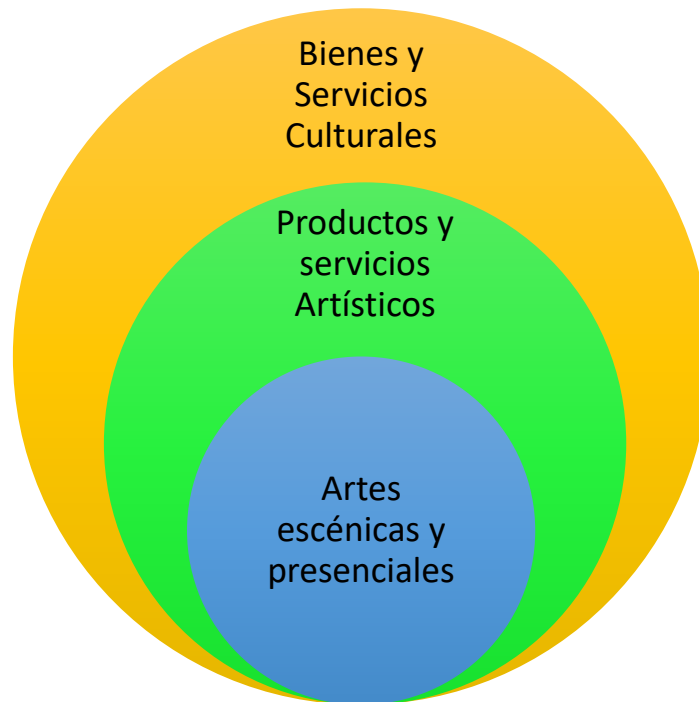 Bienes y
Servicios
Culturales
Productos y
servicios
Artísticos
Artes
escénicas y
presenciales